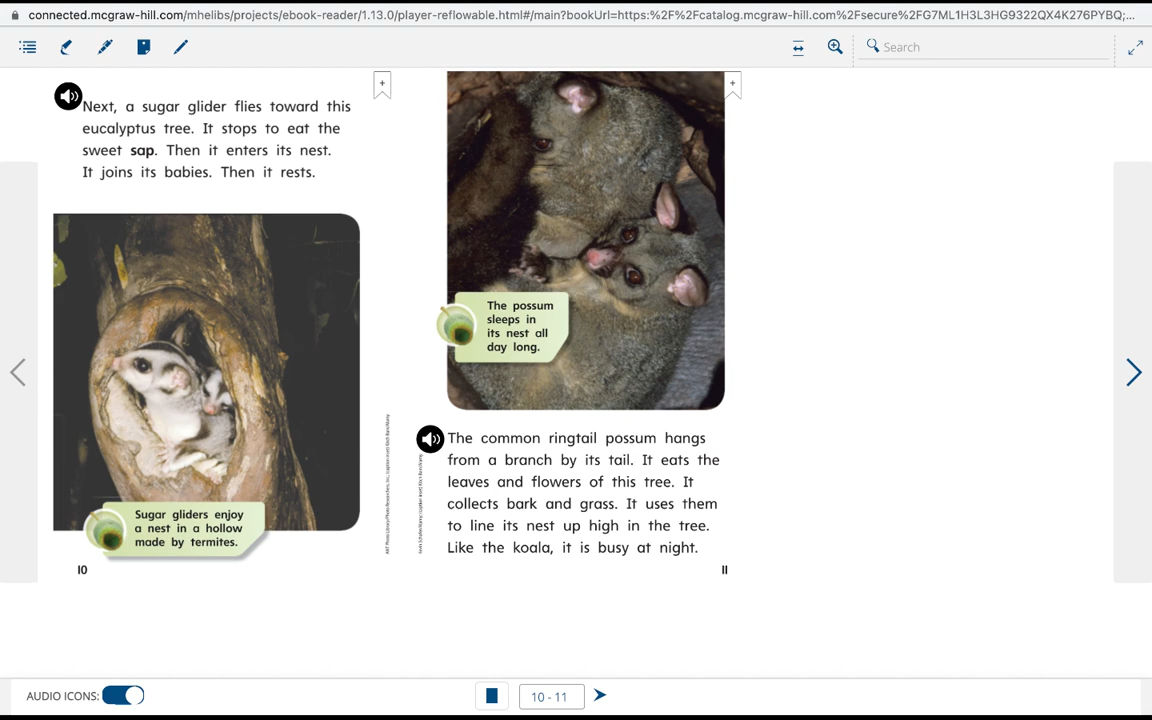 connected.mcgraw-hill.com/mhelibs/projects/ebook-reader/1.13.0/player-reflowable.html#/main?bookUrl=https:%2F%2Fcatalog.mcgraw-hill.com%2Fsecure%2FG7ML1H3L3HG9322QX4K276PYBQ;...
Search
Next, a sugar glider flies toward this
eucalyptus tree. It stops to eat the
sweet sap. Then it enters its nest.
It joins its babies. Then it rests.
Sugar gliders enjoy
a nest in a hollow
made by termites.
10
The possum
sleeps in
its nest all
day long.
The common ringtail possum hangs
from a branch by its tail. It eats the
leaves and flowers of this tree. It
collects bark and grass. It uses them
to line its nest up high in the tree.
Like the koala, it is busy at night.
11
AUDIO ICONS:
10 - 11